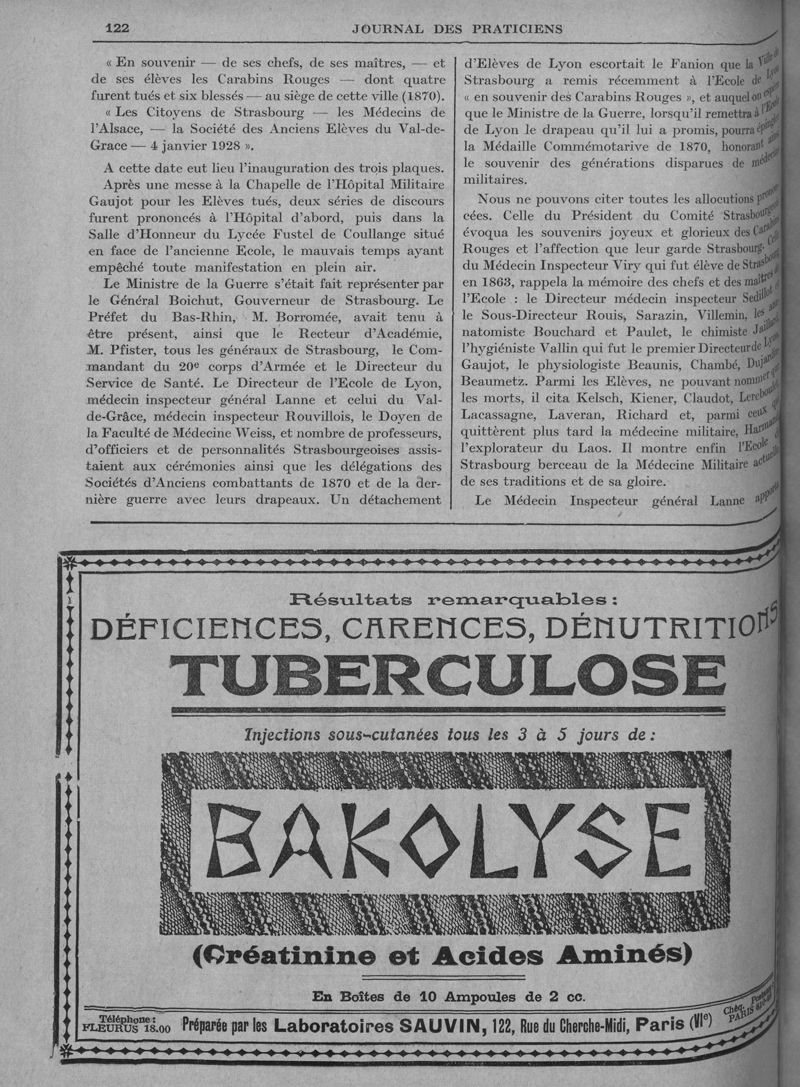 122
JOURNAL DES PRATICIENS
« En souvenir — de ses chefs, de ses maîtres, — et
de ses élèves les Carabins Rouges — dont quatre
furent tués et six blessés — au siège de cette ville (1870).
« Les Citoyens de Strasbourg — les Médecins de
l'Alsace, — la Société des Anciens Elèves du Val-de-
Grace — 4 janvier 1928 ».
A cette date eut lieu l'inauguration des trois plaques.
Après une messe à la Chapelle de l'Hôpital Militaire
Gaujot pour les Elèves tués, deux séries de discours
furent prononcés à l'Hôpital d'abord, puis dans la
Salle d'Honneur du Lycée Fustel de Coullange situé
en face de l'ancienne Ecole, le mauvais temps ayant
empêché toute manifestation en plein air.
Le Ministre de la Guerre s'était fait représenter par
le Général Boichut, Gouverneur de Strasbourg. Le
Préfet du Bas-Rhin, M. Borromée, avait tenu à
être présent, ainsi que le Recteur d'Académie,
M. Pfister, tous les généraux de Strasbourg, le Com-
mandant du 20e corps d'Armée et le Directeur du
Service de Santé. Le Directeur de l'Ecole de Lyon,
médecin inspecteur général Lanne et celui du Val-
de-Grâce, médecin inspecteur Rouvillois, le Doyen de
la Faculté de Médecine Weiss, et nombre de professeurs,
d'officiers et de personnalités Strasbourgeoises assis-
taient aux cérémonies ainsi que les délégations des
Sociétés d'Anciens combattants de 1870 et de la der-
nière guerre avec leurs drapeaux. Un détachement
d'Elèves de Lyon escortait le Fanion que la Ville de
Strasbourg a remis récemment à l'Ecole de Lyon
« en souvenir des Carabins Rouges », et auquel on espère
que le Ministre de la Guerre, lorsqu'il remettra à l'Ecole
de Lyon le drapeau qu'il lui a promis, pourra épingler
la Médaille Commémotarive de 1870, honorant ainsi
le souvenir des générations disparues de médecins
militaires.
Nous ne pouvons citer toutes les allocutions pronon-
cées. Celle du Président du Comité Strasbourg
évoqua les souvenirs joyeux et glorieux des Carabins
Rouges et l'affection que leur garde Strasbourg. Celle
du Médecin Inspecteur Viry qui fut élève de Strasbourg
en 1863, rappela la mémoire des chefs et des maîtres de
l'Ecole : le Directeur médecin inspecteur Sedillot
le Sous-Directeur Rouis, Sarazin, Villemin, les
natomiste Bouchard et Paulet, le chimiste
l'hygiéniste Vallin qui fut le premier Directeur de Lyon
Gaujot, le physiologiste Beaunis, Chambé, Dujardin
Beaumetz. Parmi les Elèves, ne pouvant nommer que
les morts, il cita Kelsch, Kiener, Claudot, Lereboullet
Lacassagne, Laveran, Richard et, parmi ceux qui
quittèrent plus tard la médecine militaire, Harmand
l'explorateur du Laos. Il montre enfin l'Ecole de
Strasbourg berceau de la Médecine Militaire actuelle
de ses traditions et de sa gloire.
Le Médecin Inspecteur général Lanne apporte
Résultats remarquables :
DÉFICIENCES, CARENCES, DÉNUTRITIONS
TUBERCULOSE
Injections sous-cutanées tous les 3 à 5 jours de :
BAKOLYSE
(Créatinine et Acides Aminés)
En Boîtes de 10 Ampoules de 2 cc.
Téléphone :
FLEURUS 18.00
Préparée par les Laboratoires SAUVIN, 122, Rue du Cherche-Midi, Paris (VIe)